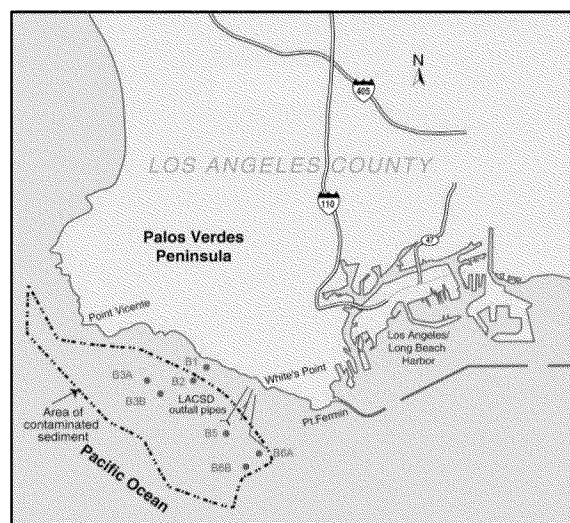 N
405
LOS ANGELES COUNTY
110
Palos Verdes
Peninsula
47
Point Vicente
Los Angeles/
Long Beach
Harbor
B1
White's Point
B3A
B2
B3B
LACSD
outfall pipes
Area of
contaminated
sediment
Pt.Fermin
B5
B6A
B6B
Pacific Ocean